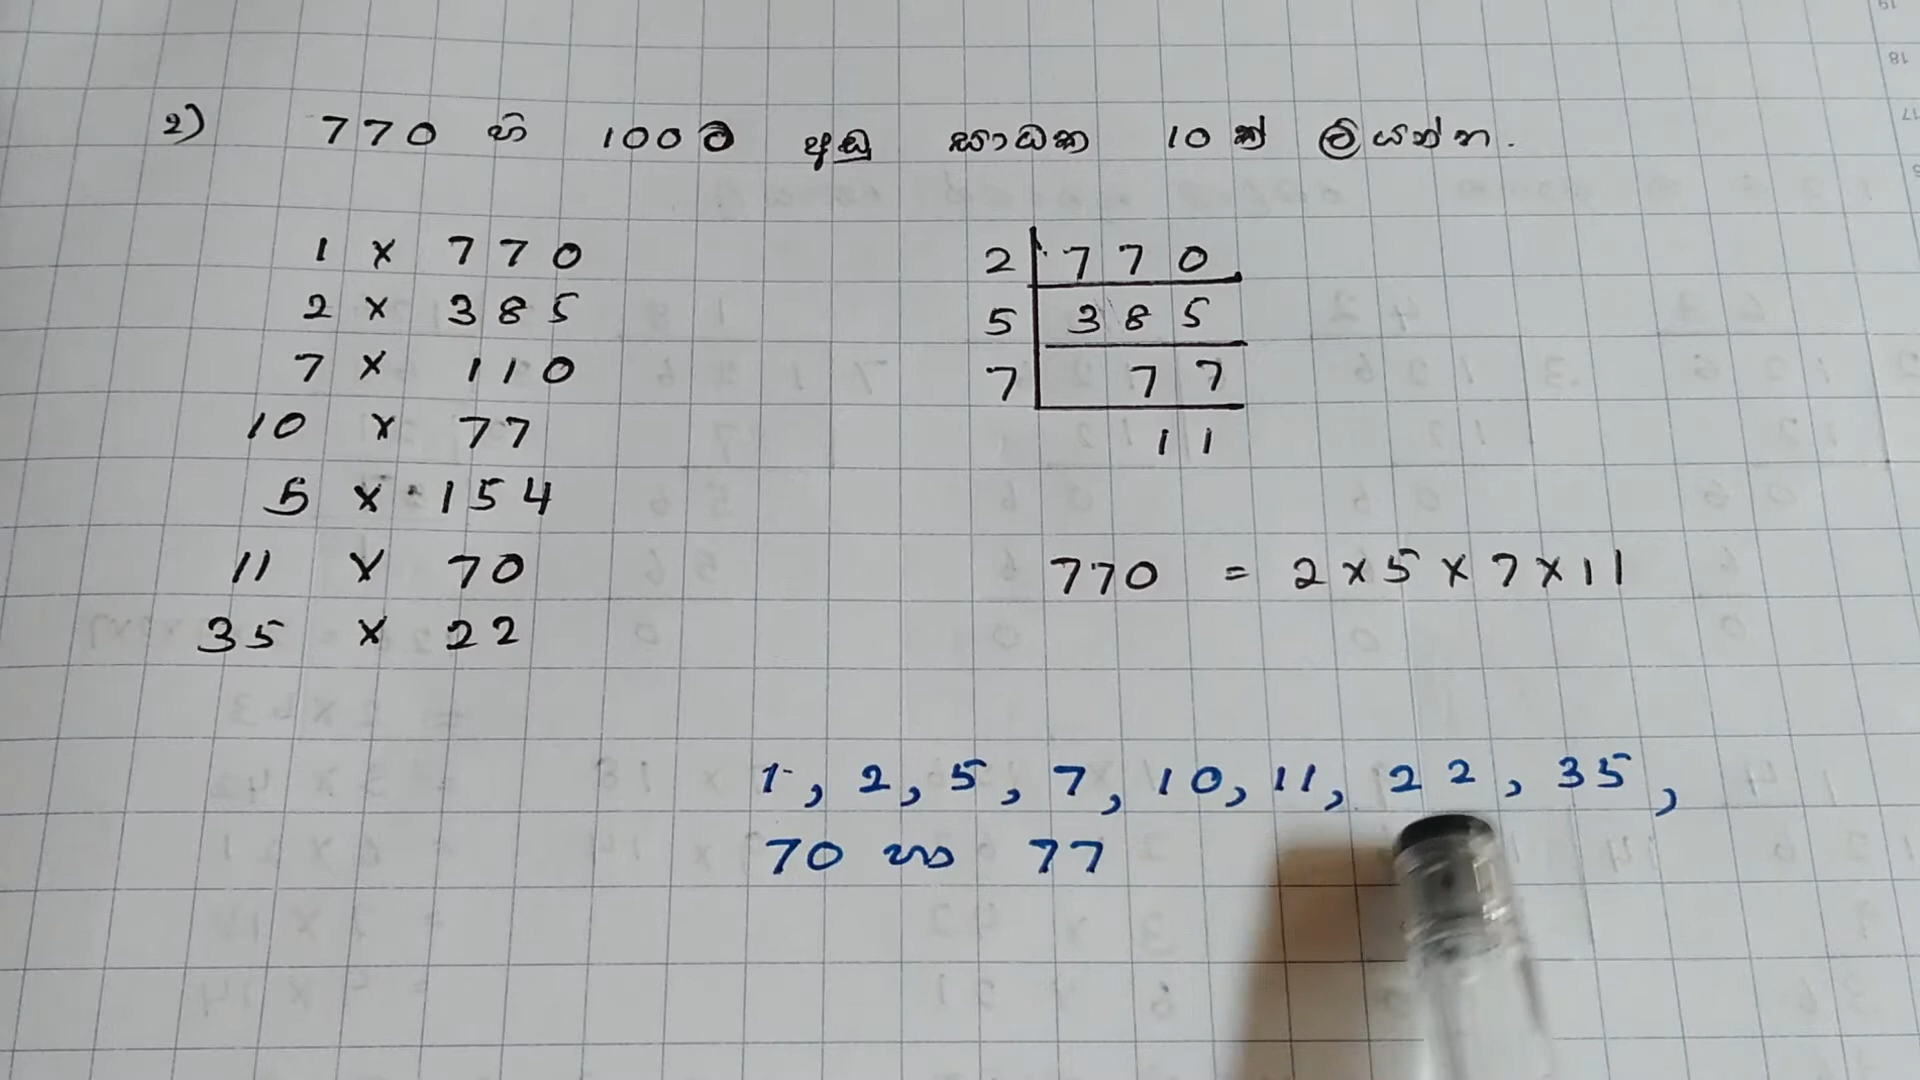 2) 770 හි 100ට අඩු සාධක 10ක් ලියන්න.
1 x 770
2 x 385
7 x 110
10 x 77
5 x 154
11 x 70
35 x 22
2 | 770
5 | 385
7 | 77
11
770 = 2 x 5 x 7 x 11
1, 2, 5, 7, 10, 11, 22, 35,
70 හා 77